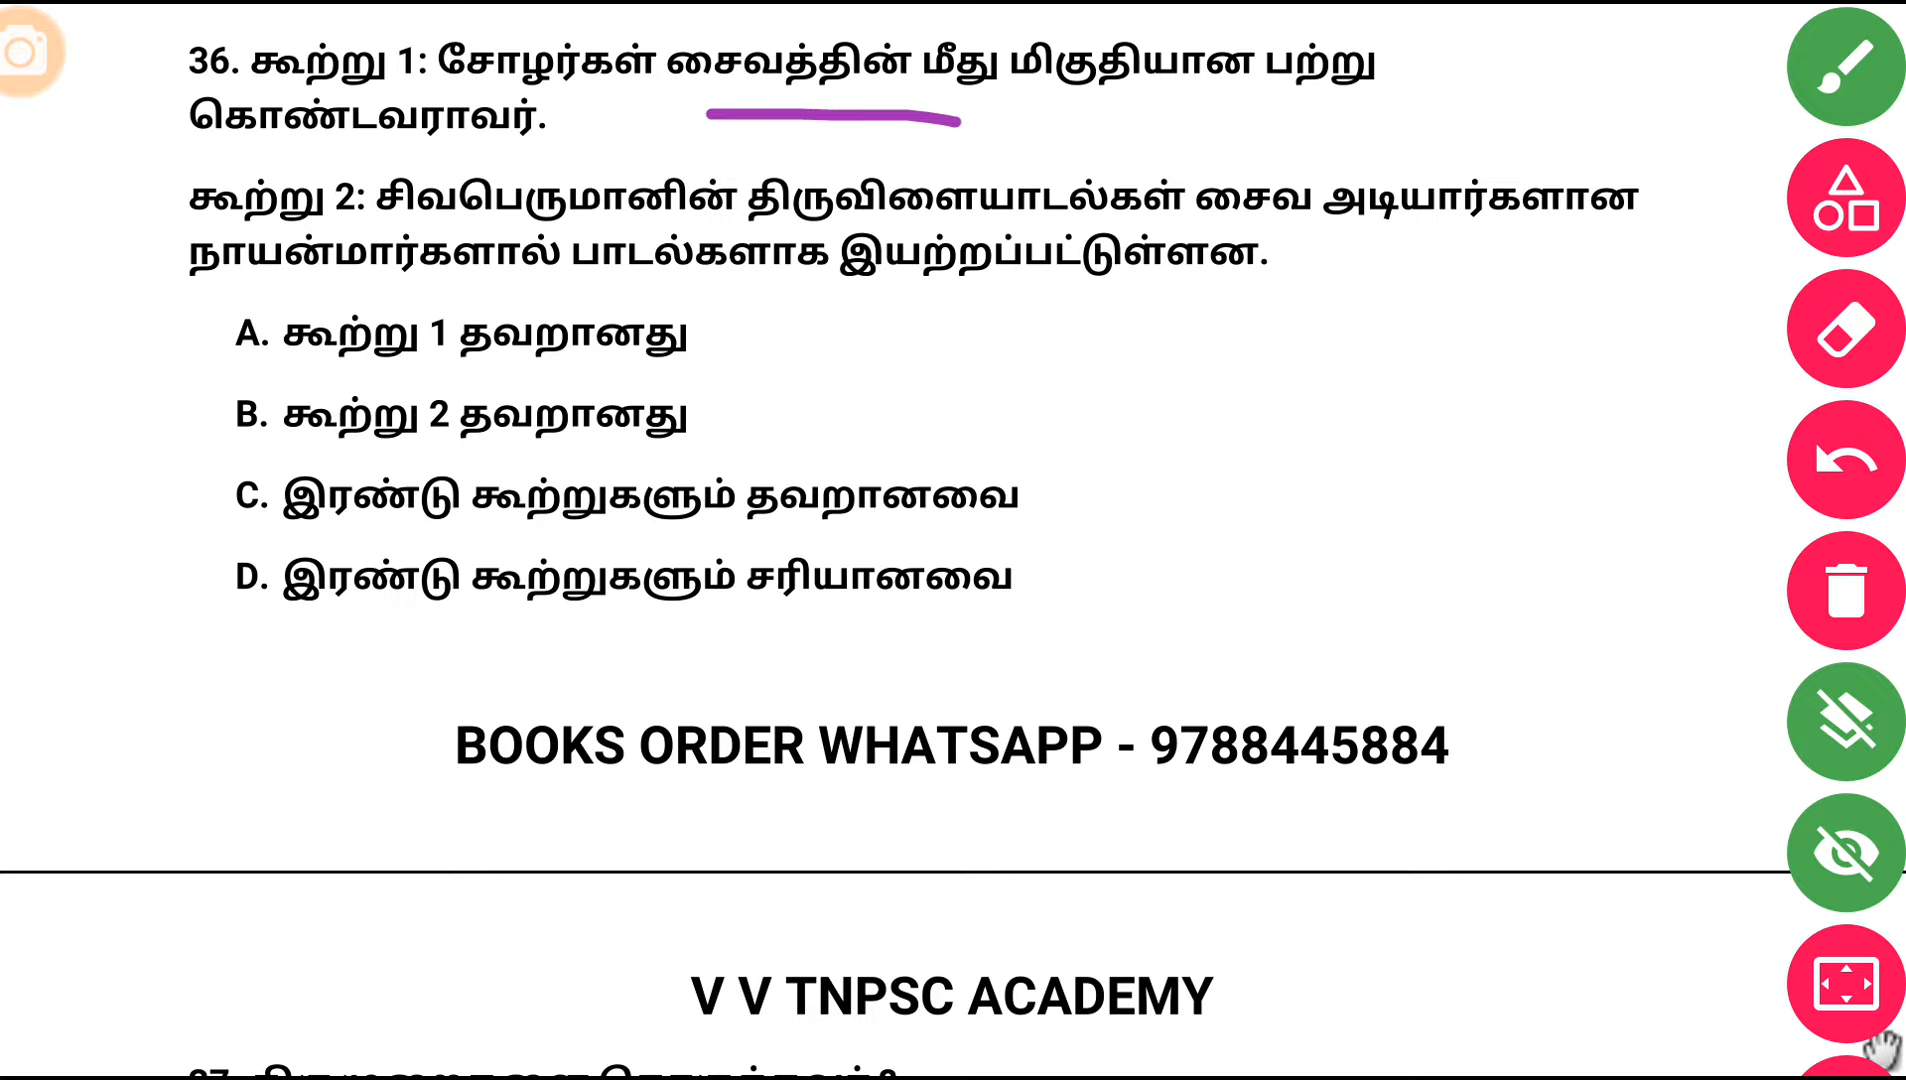 36. கூற்று 1: சோழர்கள் சைவத்தின் மீது மிகுதியான பற்று
கொண்டவராவர்.
கூற்று 2: சிவபெருமானின் திருவிளையாடல்கள் சைவ அடியார்களான
நாயன்மார்களால் பாடல்களாக இயற்றப்பட்டுள்ளன.
A. கூற்று 1 தவறானது
B. கூற்று 2 தவறானது
C. இரண்டு கூற்றுகளும் தவறானவை
D. இரண்டு கூற்றுகளும் சரியானவை
BOOKS ORDER WHATSAPP - 9788445884
V V TNPSC ACADEMY